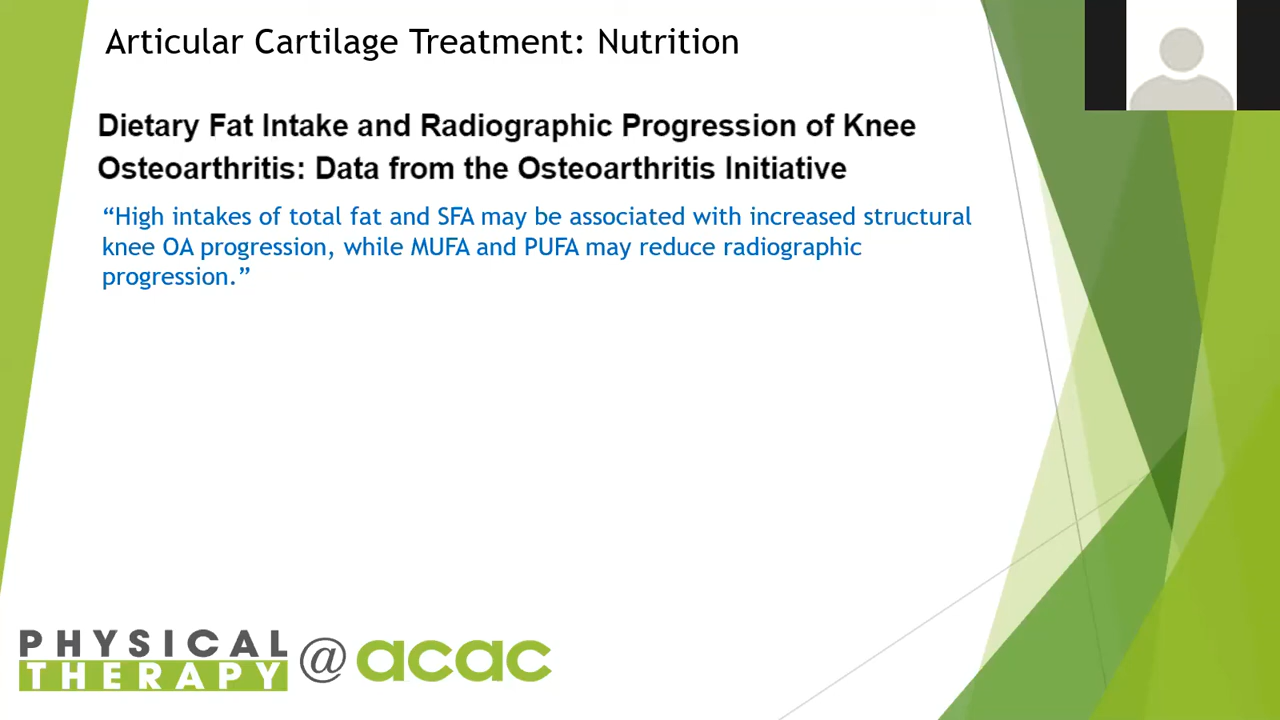 Articular Cartilage Treatment: Nutrition
Dietary Fat Intake and Radiographic Progression of Knee
Osteoarthritis: Data from the Osteoarthritis Initiative
“High intakes of total fat and SFA may be associated with increased structural
knee OA progression, while MUFA and PUFA may reduce radiographic
progression.”
PHYSICAL
THERAPY @ acac